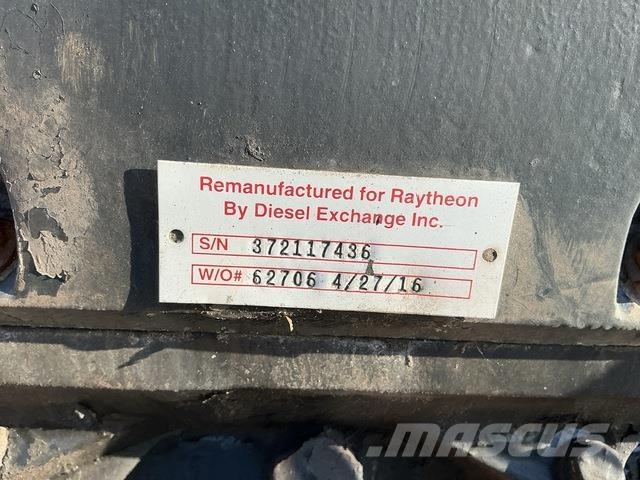 Remanufactured for Raytheon
By Diesel Exchange Inc.
S/N 372117436
W/O# 62706 4/27/16
MASCUS